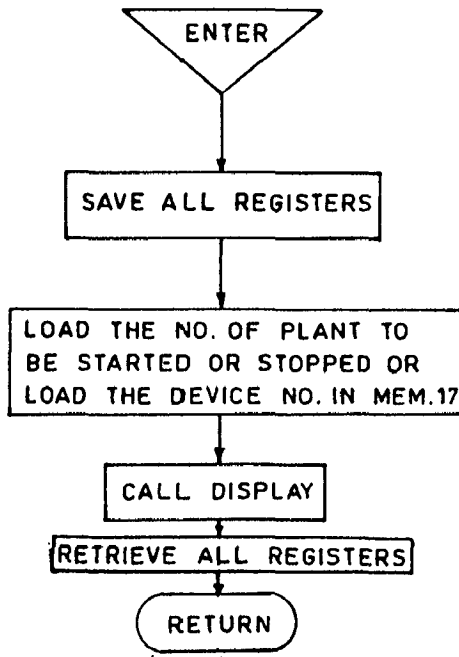 ENTER
SAVE ALL REGISTERS
LOAD THE NO. OF PLANT TO
BE STARTED OR STOPPED OR
LOAD THE DEVICE NO. IN MEM.17
CALL DISPLAY
RETRIEVE ALL REGISTERS
RETURN